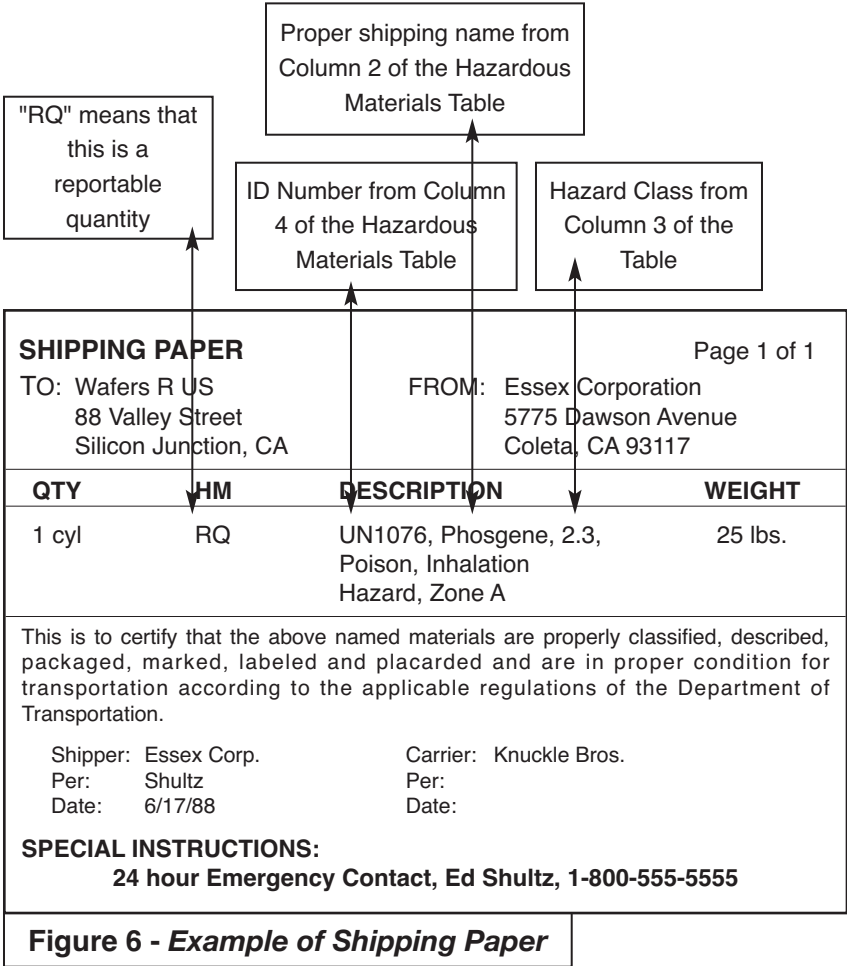 Proper shipping name from
Column 2 of the Hazardous
Materials Table
"RQ" means that
this is a
reportable
quantity
ID Number from Column
4 of the Hazardous
Materials Table
Hazard Class from
Column 3 of the
Table
SHIPPING PAPER Page 1 of 1
TO: Wafers R US FROM: Essex Corporation
88 Valley Street 5775 Dawson Avenue
Silicon Junction, CA Coleta, CA 93117
QTY HM DESCRIPTION WEIGHT
1 cyl RQ UN1076, Phosgene, 2.3, 25 lbs.
Poison, Inhalation
Hazard, Zone A
This is to certify that the above named materials are properly classified, described,
packaged, marked, labeled and placarded and are in proper condition for
transportation according to the applicable regulations of the Department of
Transportation.
Shipper: Essex Corp. Carrier: Knuckle Bros.
Per: Shultz Per:
Date: 6/17/88 Date:
SPECIAL INSTRUCTIONS:
24 hour Emergency Contact, Ed Shultz, 1-800-555-5555
Figure 6 - Example of Shipping Paper